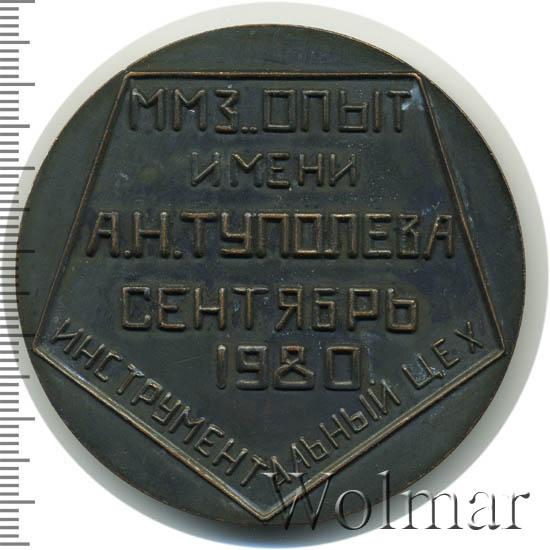 ММЗ „ОПЫТ
ИМЕНИ
А.Н.ТУПОЛЕВА
СЕНТЯБРЬ
1980
ИНСТРУМЕНТАЛЬНЫЙ ЦЕХ
Wolmar